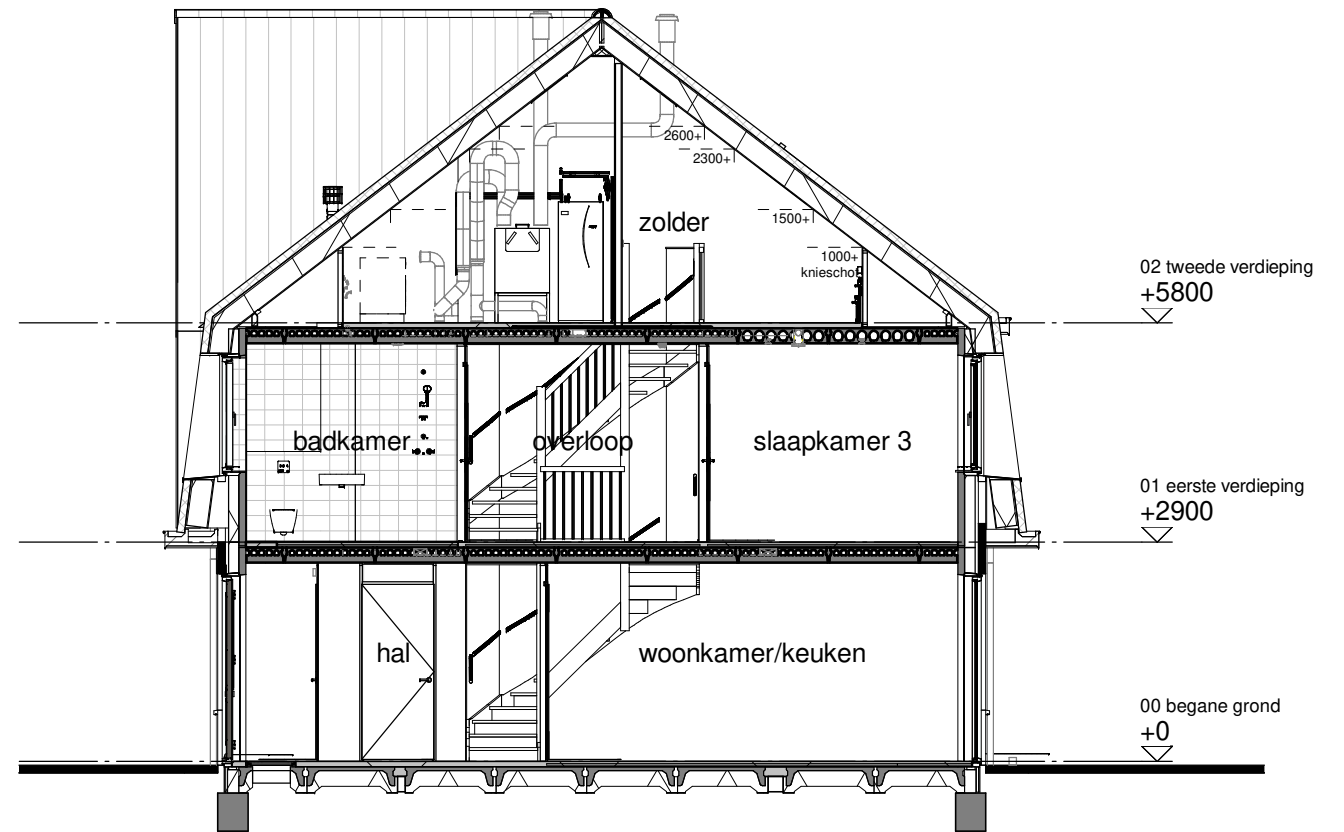 2600+
2300+
zolder
1500+
1000+
knieschot
02 tweede verdieping
+5800
badkamer
overloop
slaapkamer 3
01 eerste verdieping
+2900
hal
woonkamer/keuken
00 begane grond
+0